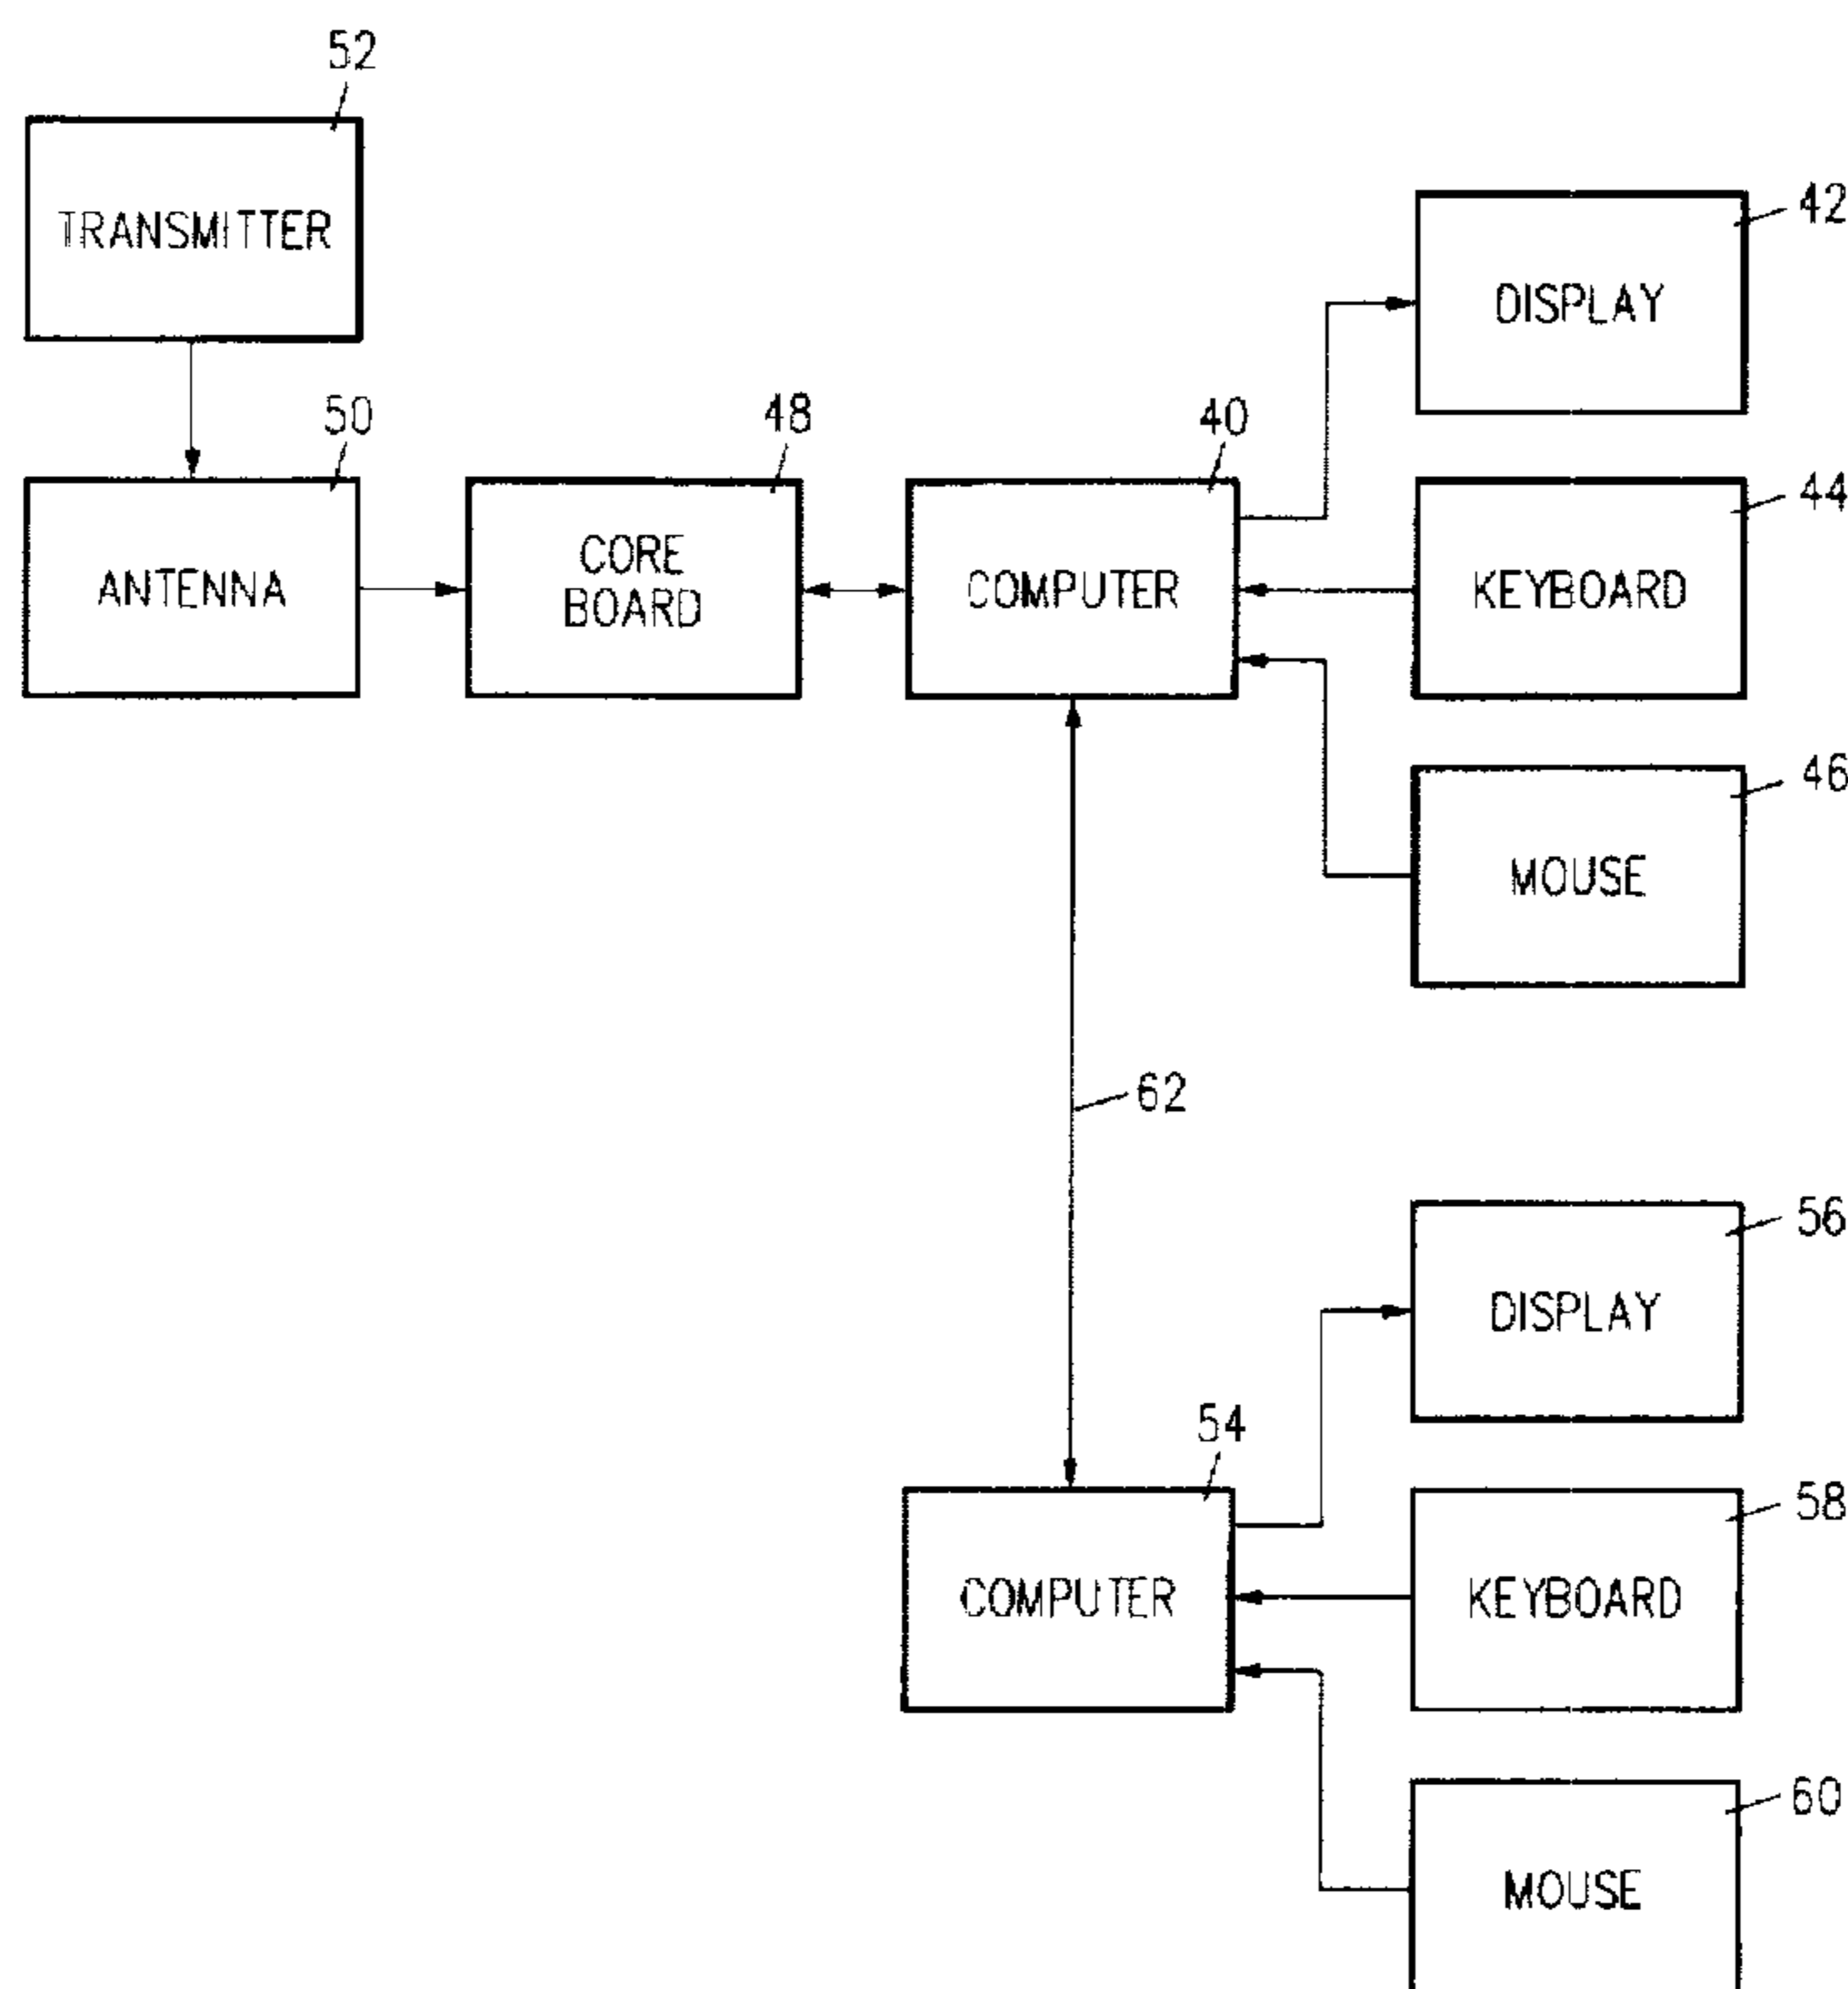 52
TRANSMITTER
42
DISPLAY
50
48
40
44
ANTENNA
CORE
BOARD
COMPUTER
KEYBOARD
46
MOUSE
62
56
DISPLAY
54
58
COMPUTER
KEYBOARD
60
MOUSE